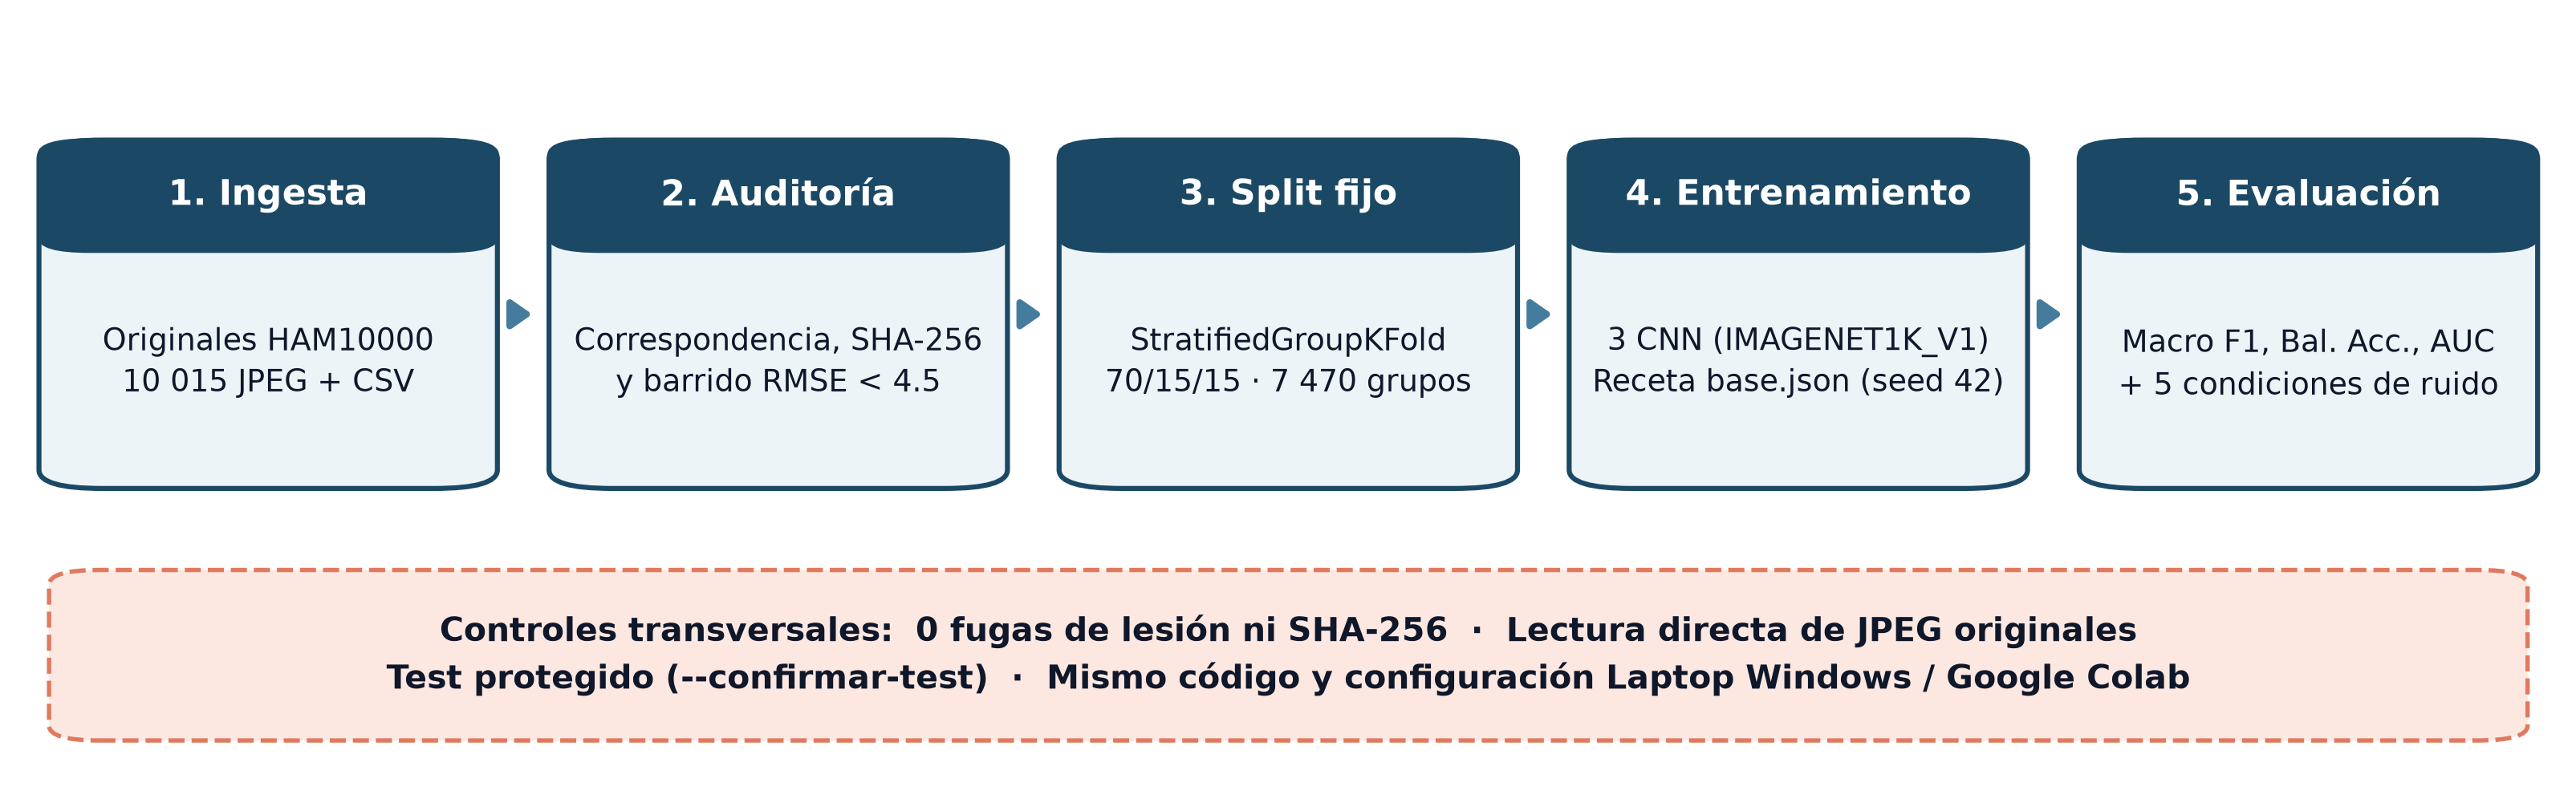 1. Ingesta
Originales HAM10000
10 015 JPEG + CSV
2. Auditoría
Correspondencia, SHA-256
y barrido RMSE < 4.5
3. Split fijo
StratifiedGroupKFold
70/15/15 · 7 470 grupos
4. Entrenamiento
3 CNN (IMAGENET1K_V1)
Receta base.json (seed 42)
5. Evaluación
Macro F1, Bal. Acc., AUC
+ 5 condiciones de ruido
Controles transversales: 0 fugas de lesión ni SHA-256 · Lectura directa de JPEG originales
Test protegido (--confirmar-test) · Mismo código y configuración Laptop Windows / Google Colab